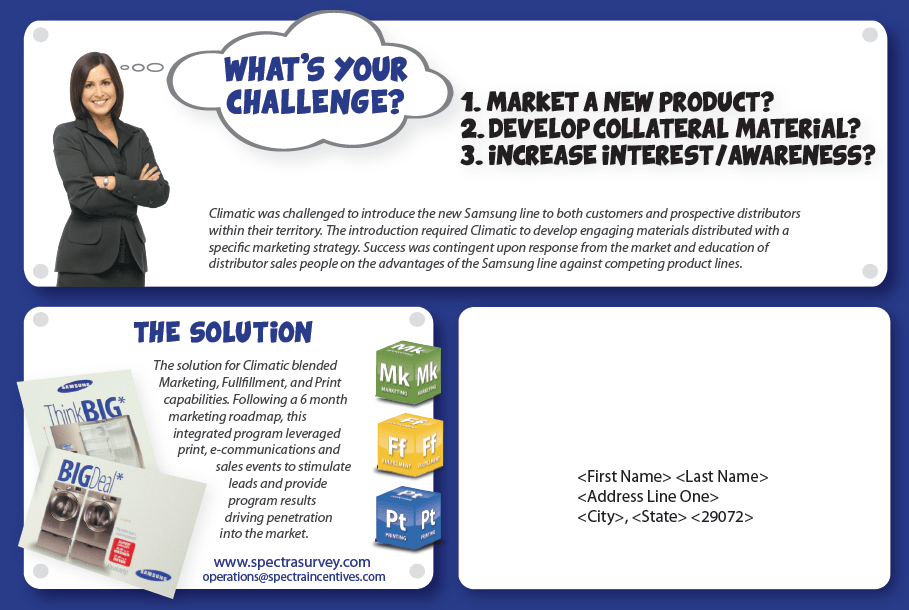 WHAT'S YOUR
CHALLENGE?
1. MARKET A NEW PRODUCT?
2. DEVELOP COLLATERAL MATERIAL?
3. INCREASE INTEREST/AWARENESS?
Climatic was challenged to introduce the new Samsung line to both customers and prospective distributors
within their territory. The introduction required Climatic to develop engaging materials distributed with a
specific marketing strategy. Success was contingent upon response from the market and education of
distributor sales people on the advantages of the Samsung line against competing product lines.
THE SOLUTION
The solution for Climatic blended
Marketing, Fullfillment, and Print
capabilities. Following a 6 month
marketing roadmap, this
integrated program leveraged
print, e-communications and
sales events to stimulate
leads and provide
program results
driving penetration
into the market.
www.spectrasurvey.com
operations@spectraincentives.com
SAMSUNG
ThinkBIG*
BIGDeal*
SAMSUNG
Mk Mk
MARKETING MARKETING
Ff Ff
FULFILLMENT FULFILLMENT
Pt Pt
PRINTING PRINTING
<First Name> <Last Name>
<Address Line One>
<City>, <State> <29072>